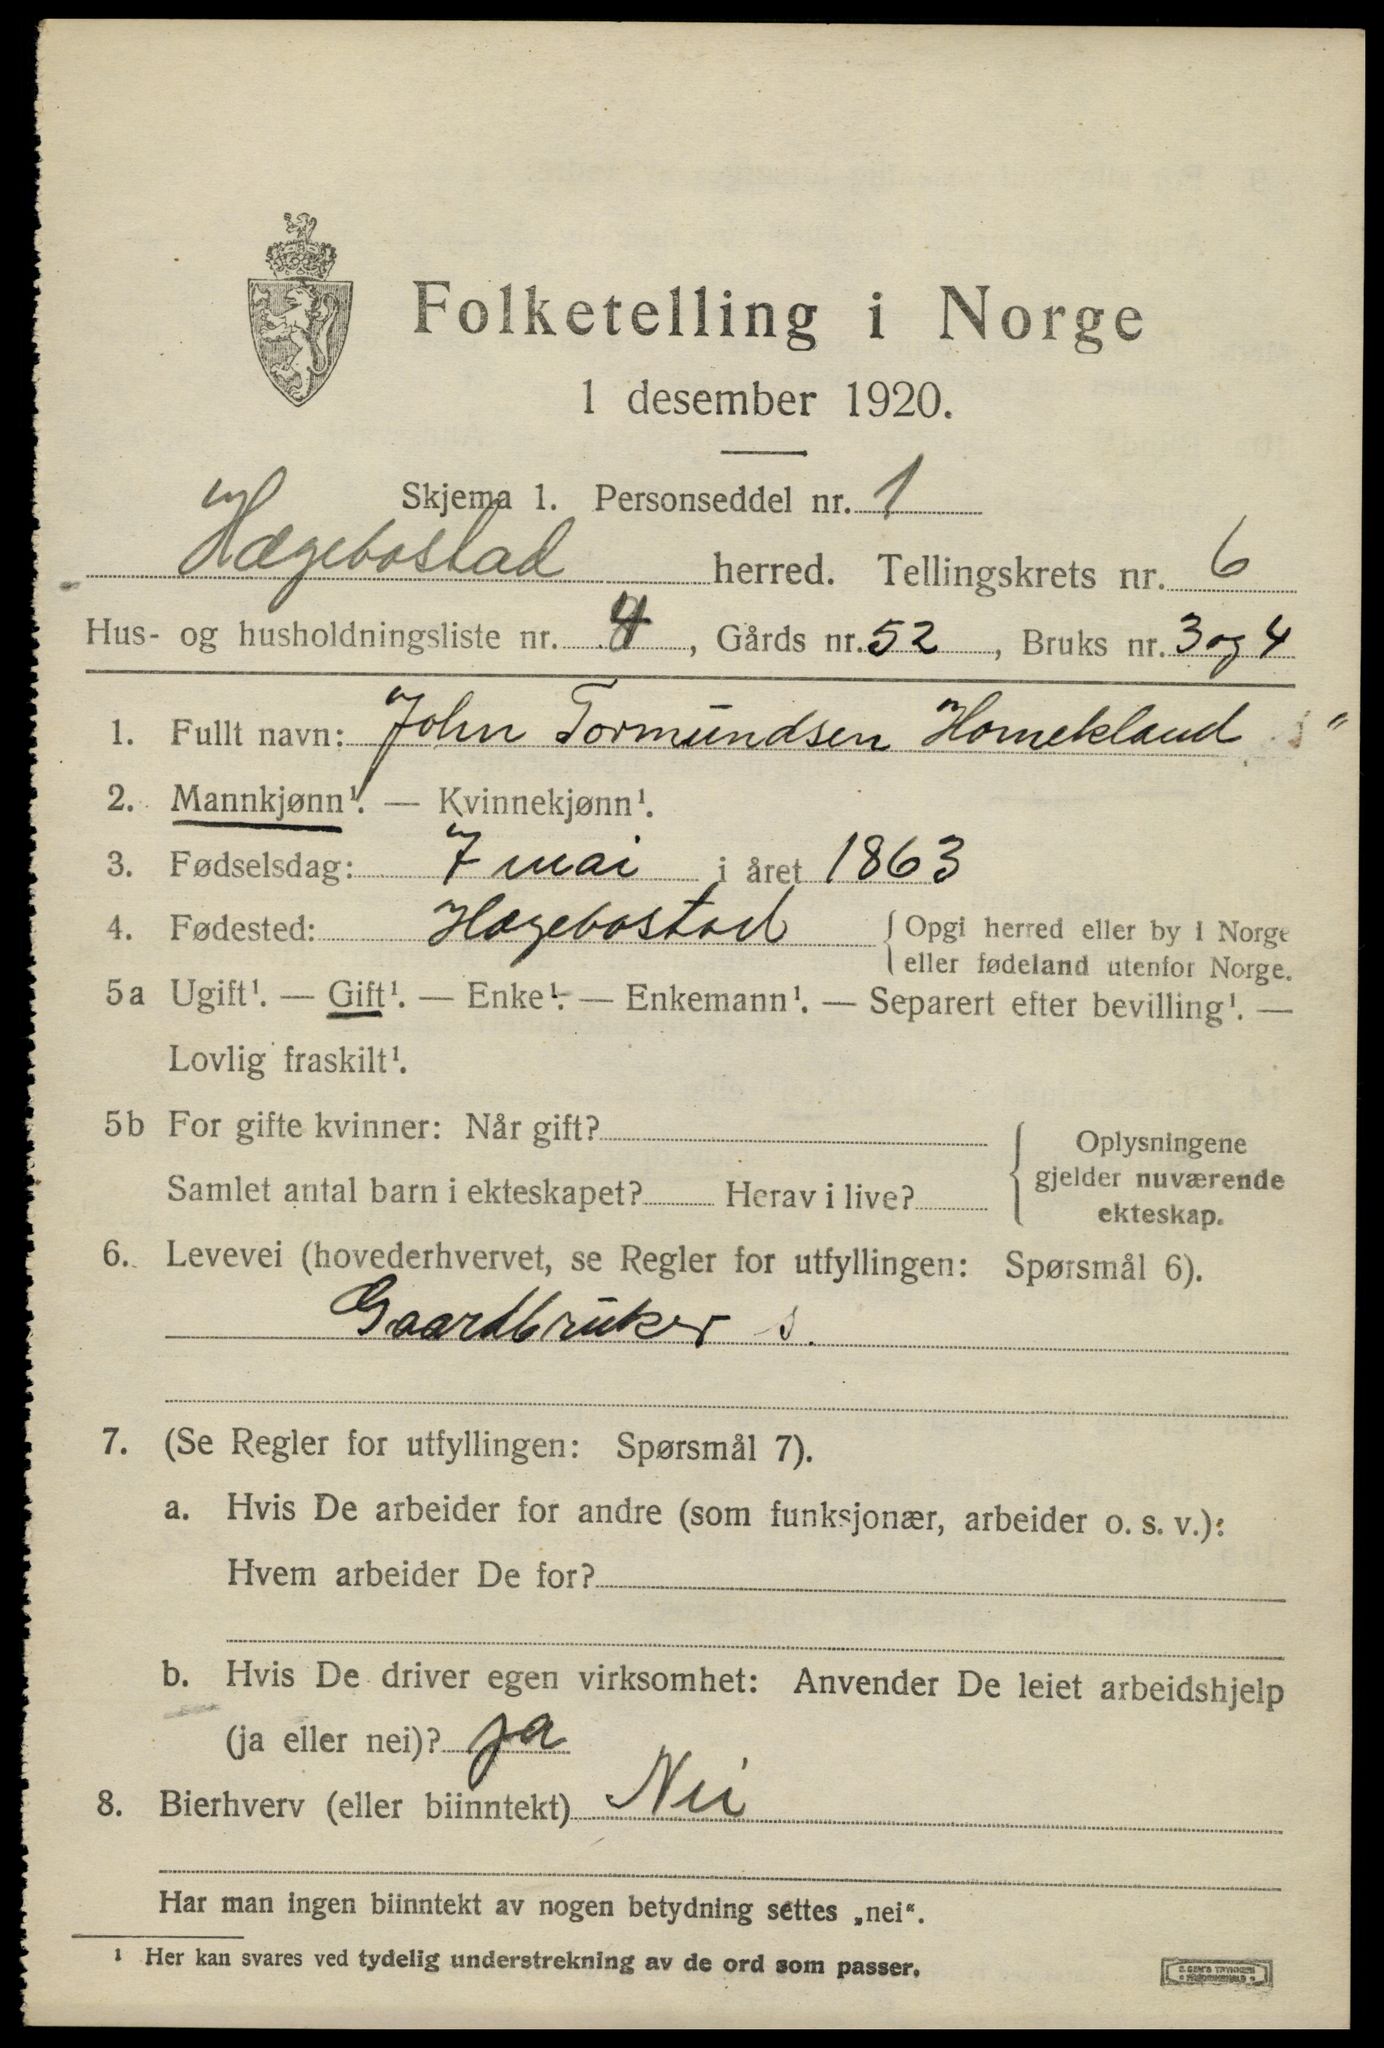 Folketelling i Norge
1 desember 1920.
Skjema 1. Personseddel nr. 1
Hægebostad herred. Tellingskrets nr. 6
Hus- og husholdningsliste nr. 4, Gårds nr. 52, Bruks nr. 3 og 4
1. Fullt navn: John Tormundsen Homekland
2. Mannkjønn¹. — Kvinnekjønn¹.
3. Fødselsdag: 7 mai i året 1863
4. Fødested: Hægebostad { Opgi herred eller by i Norge
eller fødeland utenfor Norge.
5a Ugift¹. — Gift¹. — Enke¹. — Enkemann¹. — Separert efter bevilling¹. —
Lovlig fraskilt¹.
5b For gifte kvinner: Når gift?
Samlet antal barn i ekteskapet? Herav i live?
{ Oplysningene
gjelder nuværende
ekteskap.
6. Levevei (hovederhvervet, se Regler for utfyllingen: Spørsmål 6).
Gaardbruker s.
7. (Se Regler for utfyllingen: Spørsmål 7).
a. Hvis De arbeider for andre (som funksjonær, arbeider o. s. v.):
Hvem arbeider De for?
b. Hvis De driver egen virksomhet: Anvender De leiet arbeidshjelp
(ja eller nei)? ja
8. Bierhverv (eller biinntekt) Nei
Har man ingen biinntekt av nogen betydning settes „nei“.
¹ Her kan svares ved tydelig understrekning av de ord som passer.